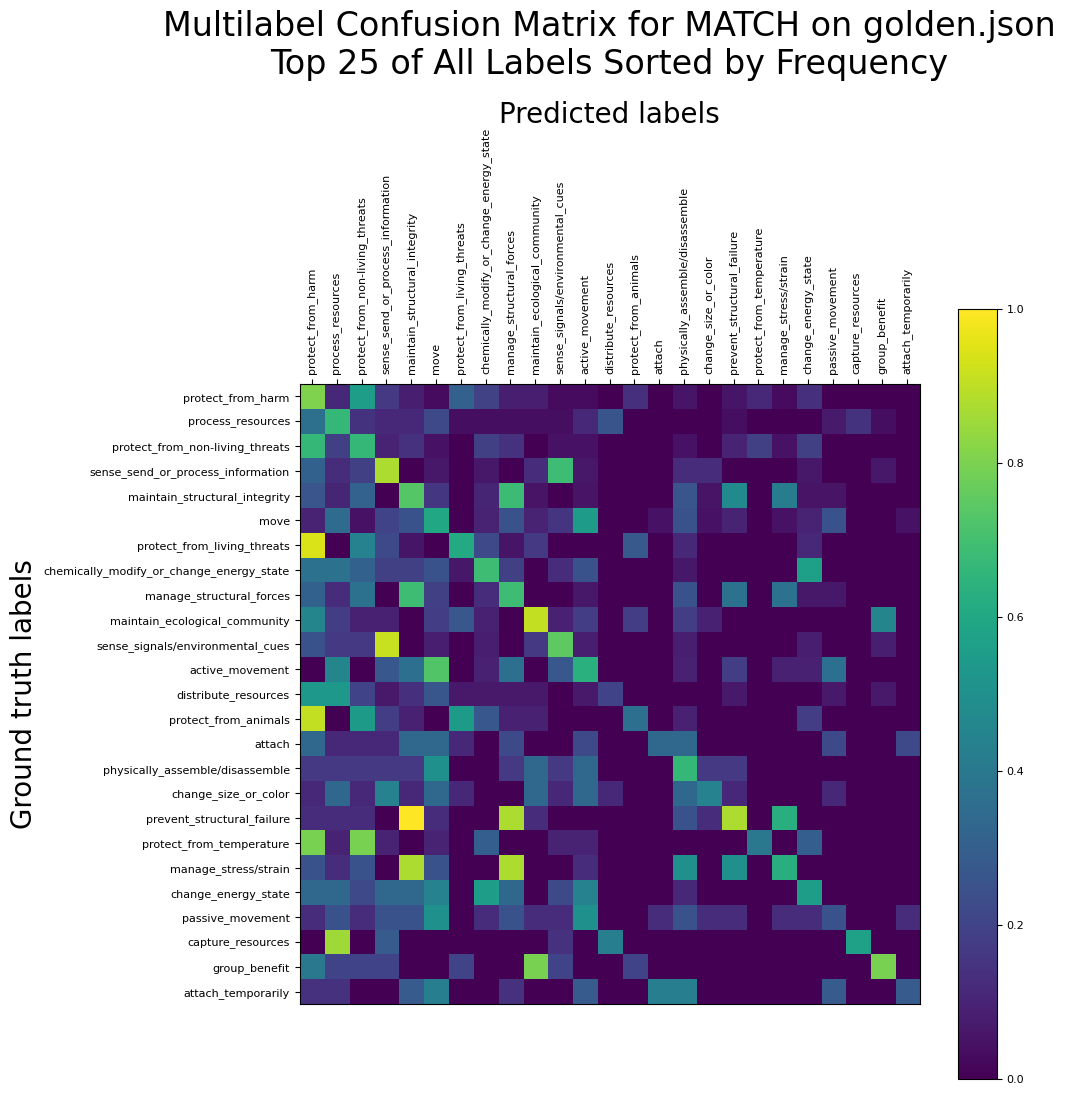 Multilabel Confusion Matrix for MATCH on golden.json
Top 25 of All Labels Sorted by Frequency
Predicted labels
protect_from_harm
process_resources
protect_from_non-living_threats
sense_send_or_process_information
maintain_structural_integrity
move
protect_from_living_threats
chemically_modify_or_change_energy_state
manage_structural_forces
maintain_ecological_community
sense_signals/environmental_cues
active_movement
distribute_resources
protect_from_animals
attach
physically_assemble/disassemble
change_size_or_color
prevent_structural_failure
protect_from_temperature
manage_stress/strain
change_energy_state
passive_movement
capture_resources
group_benefit
attach_temporarily
Ground truth labels
protect_from_harm
process_resources
protect_from_non-living_threats
sense_send_or_process_information
maintain_structural_integrity
move
protect_from_living_threats
chemically_modify_or_change_energy_state
manage_structural_forces
maintain_ecological_community
sense_signals/environmental_cues
active_movement
distribute_resources
protect_from_animals
attach
physically_assemble/disassemble
change_size_or_color
prevent_structural_failure
protect_from_temperature
manage_stress/strain
change_energy_state
passive_movement
capture_resources
group_benefit
attach_temporarily
1.0
0.8
0.6
0.4
0.2
0.0